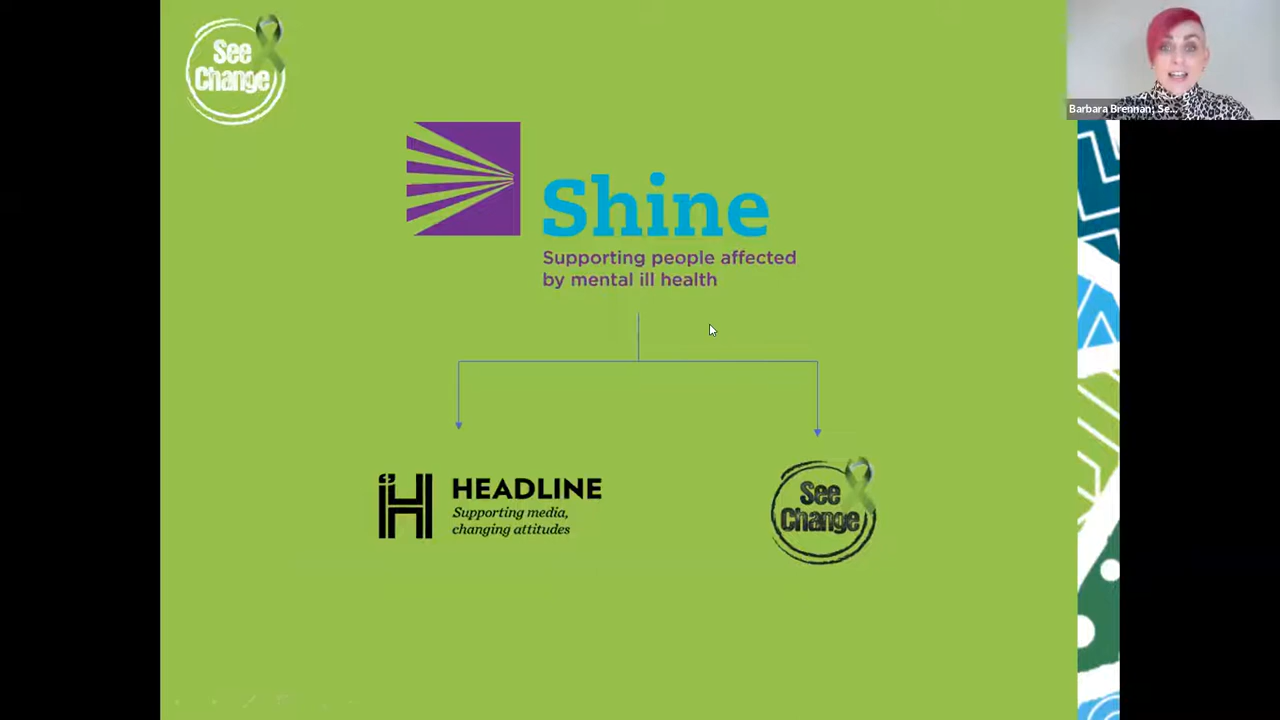 See
Change
Barbara Brennan; Se...
Shine
Supporting people affected
by mental ill health
HEADLINE
Supporting media,
changing attitudes
See
Change